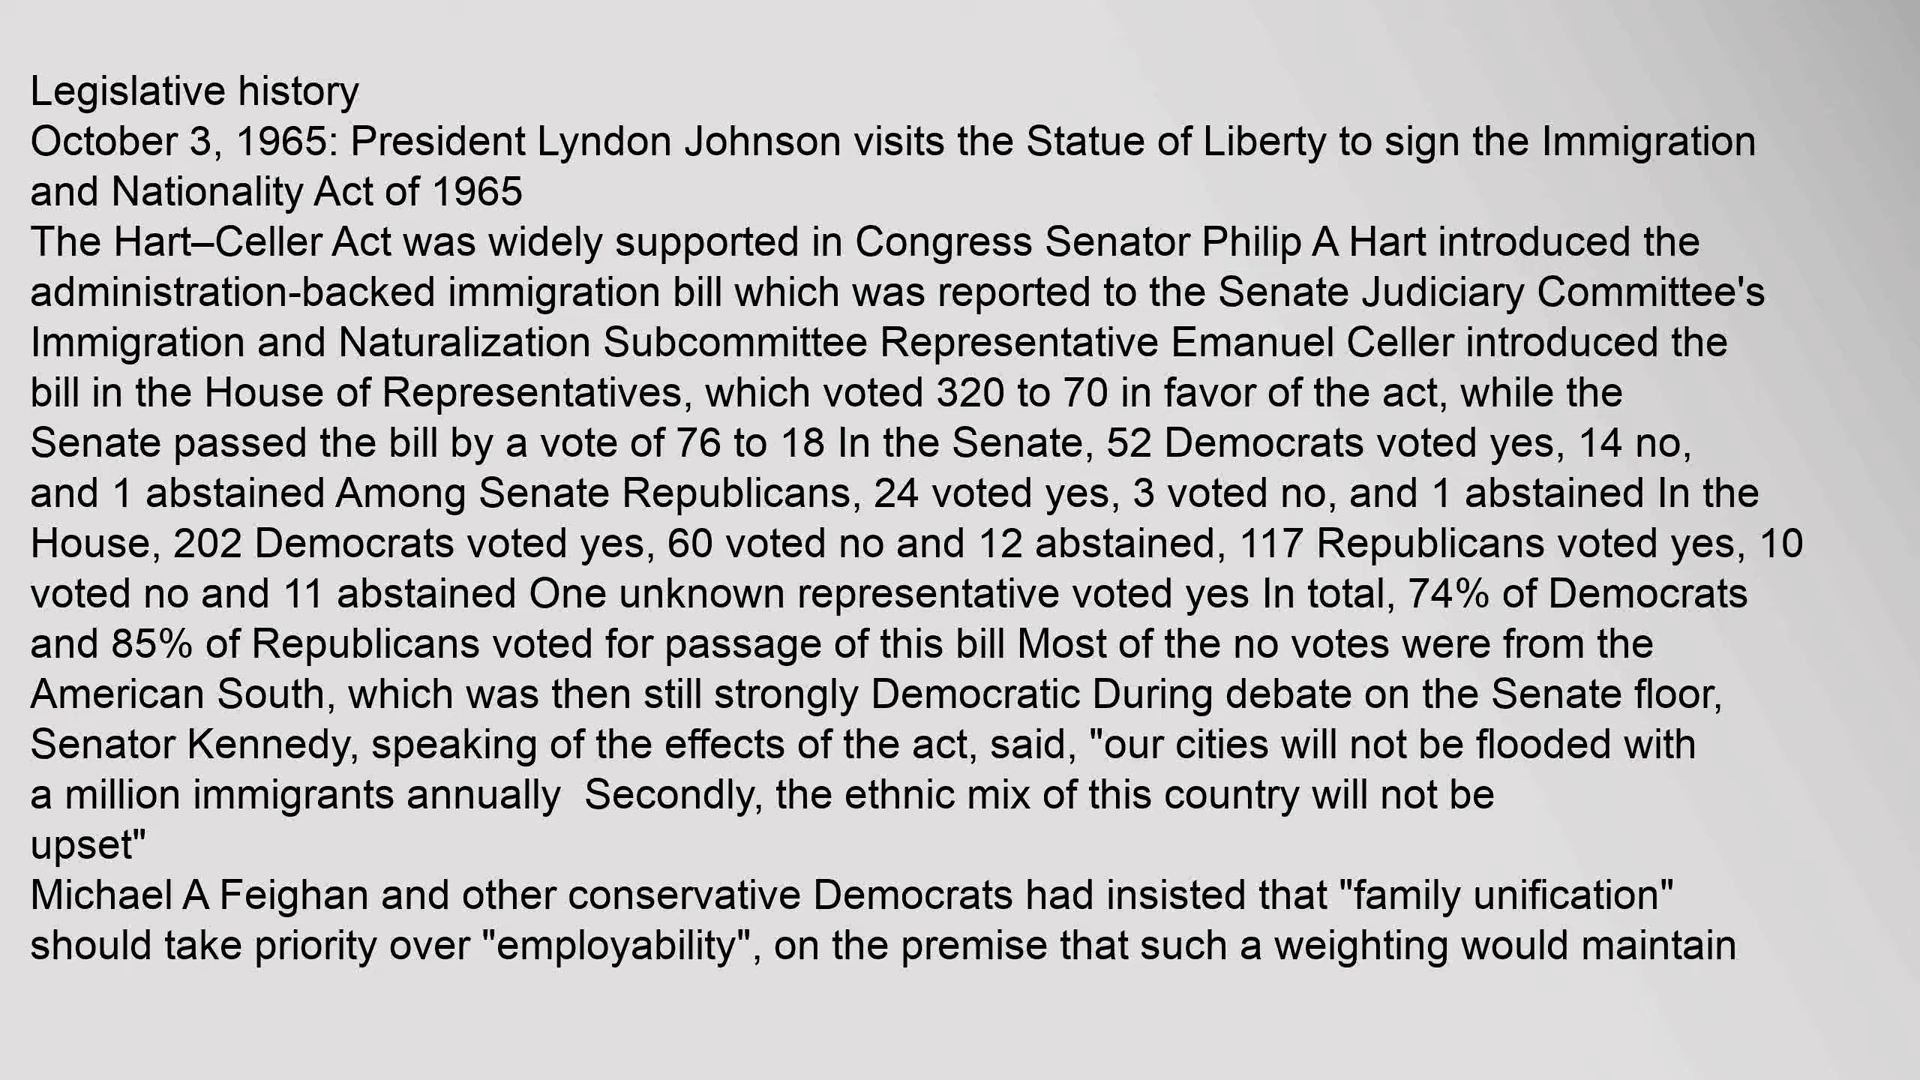 Legislative history
October 3, 1965: President Lyndon Johnson visits the Statue of Liberty to sign the Immigration
and Nationality Act of 1965
The Hart–Celler Act was widely supported in Congress Senator Philip A Hart introduced the
administration-backed immigration bill which was reported to the Senate Judiciary Committee's
Immigration and Naturalization Subcommittee Representative Emanuel Celler introduced the
bill in the House of Representatives, which voted 320 to 70 in favor of the act, while the
Senate passed the bill by a vote of 76 to 18 In the Senate, 52 Democrats voted yes, 14 no,
and 1 abstained Among Senate Republicans, 24 voted yes, 3 voted no, and 1 abstained In the
House, 202 Democrats voted yes, 60 voted no and 12 abstained, 117 Republicans voted yes, 10
voted no and 11 abstained One unknown representative voted yes In total, 74% of Democrats
and 85% of Republicans voted for passage of this bill Most of the no votes were from the
American South, which was then still strongly Democratic During debate on the Senate floor,
Senator Kennedy, speaking of the effects of the act, said, "our cities will not be flooded with
a million immigrants annually  Secondly, the ethnic mix of this country will not be
upset"
Michael A Feighan and other conservative Democrats had insisted that "family unification"
should take priority over "employability", on the premise that such a weighting would maintain